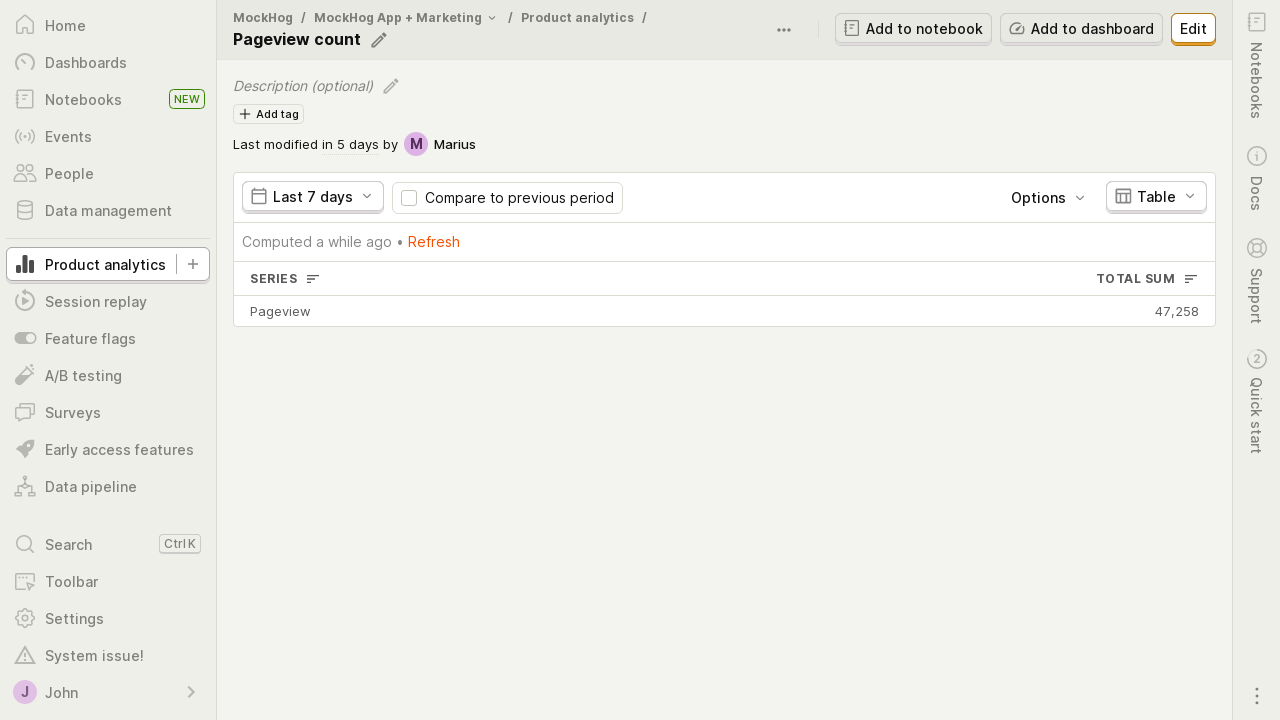 Home
Dashboards
Notebooks NEW
Events
People
Data management
Product analytics
Session replay
Feature flags
A/B testing
Surveys
Early access features
Data pipeline
Search Ctrl K
Toolbar
Settings
System issue!
J John
MockHog / MockHog App + Marketing / Product analytics /
Pageview count
Add to notebook Add to dashboard Edit
Description (optional)
Add tag
Last modified in 5 days by M Marius
Last 7 days Compare to previous period Options Table
Computed a while ago • Refresh
SERIES TOTAL SUM
Pageview 47,258
Notebooks
Docs
Support
2 Quick start